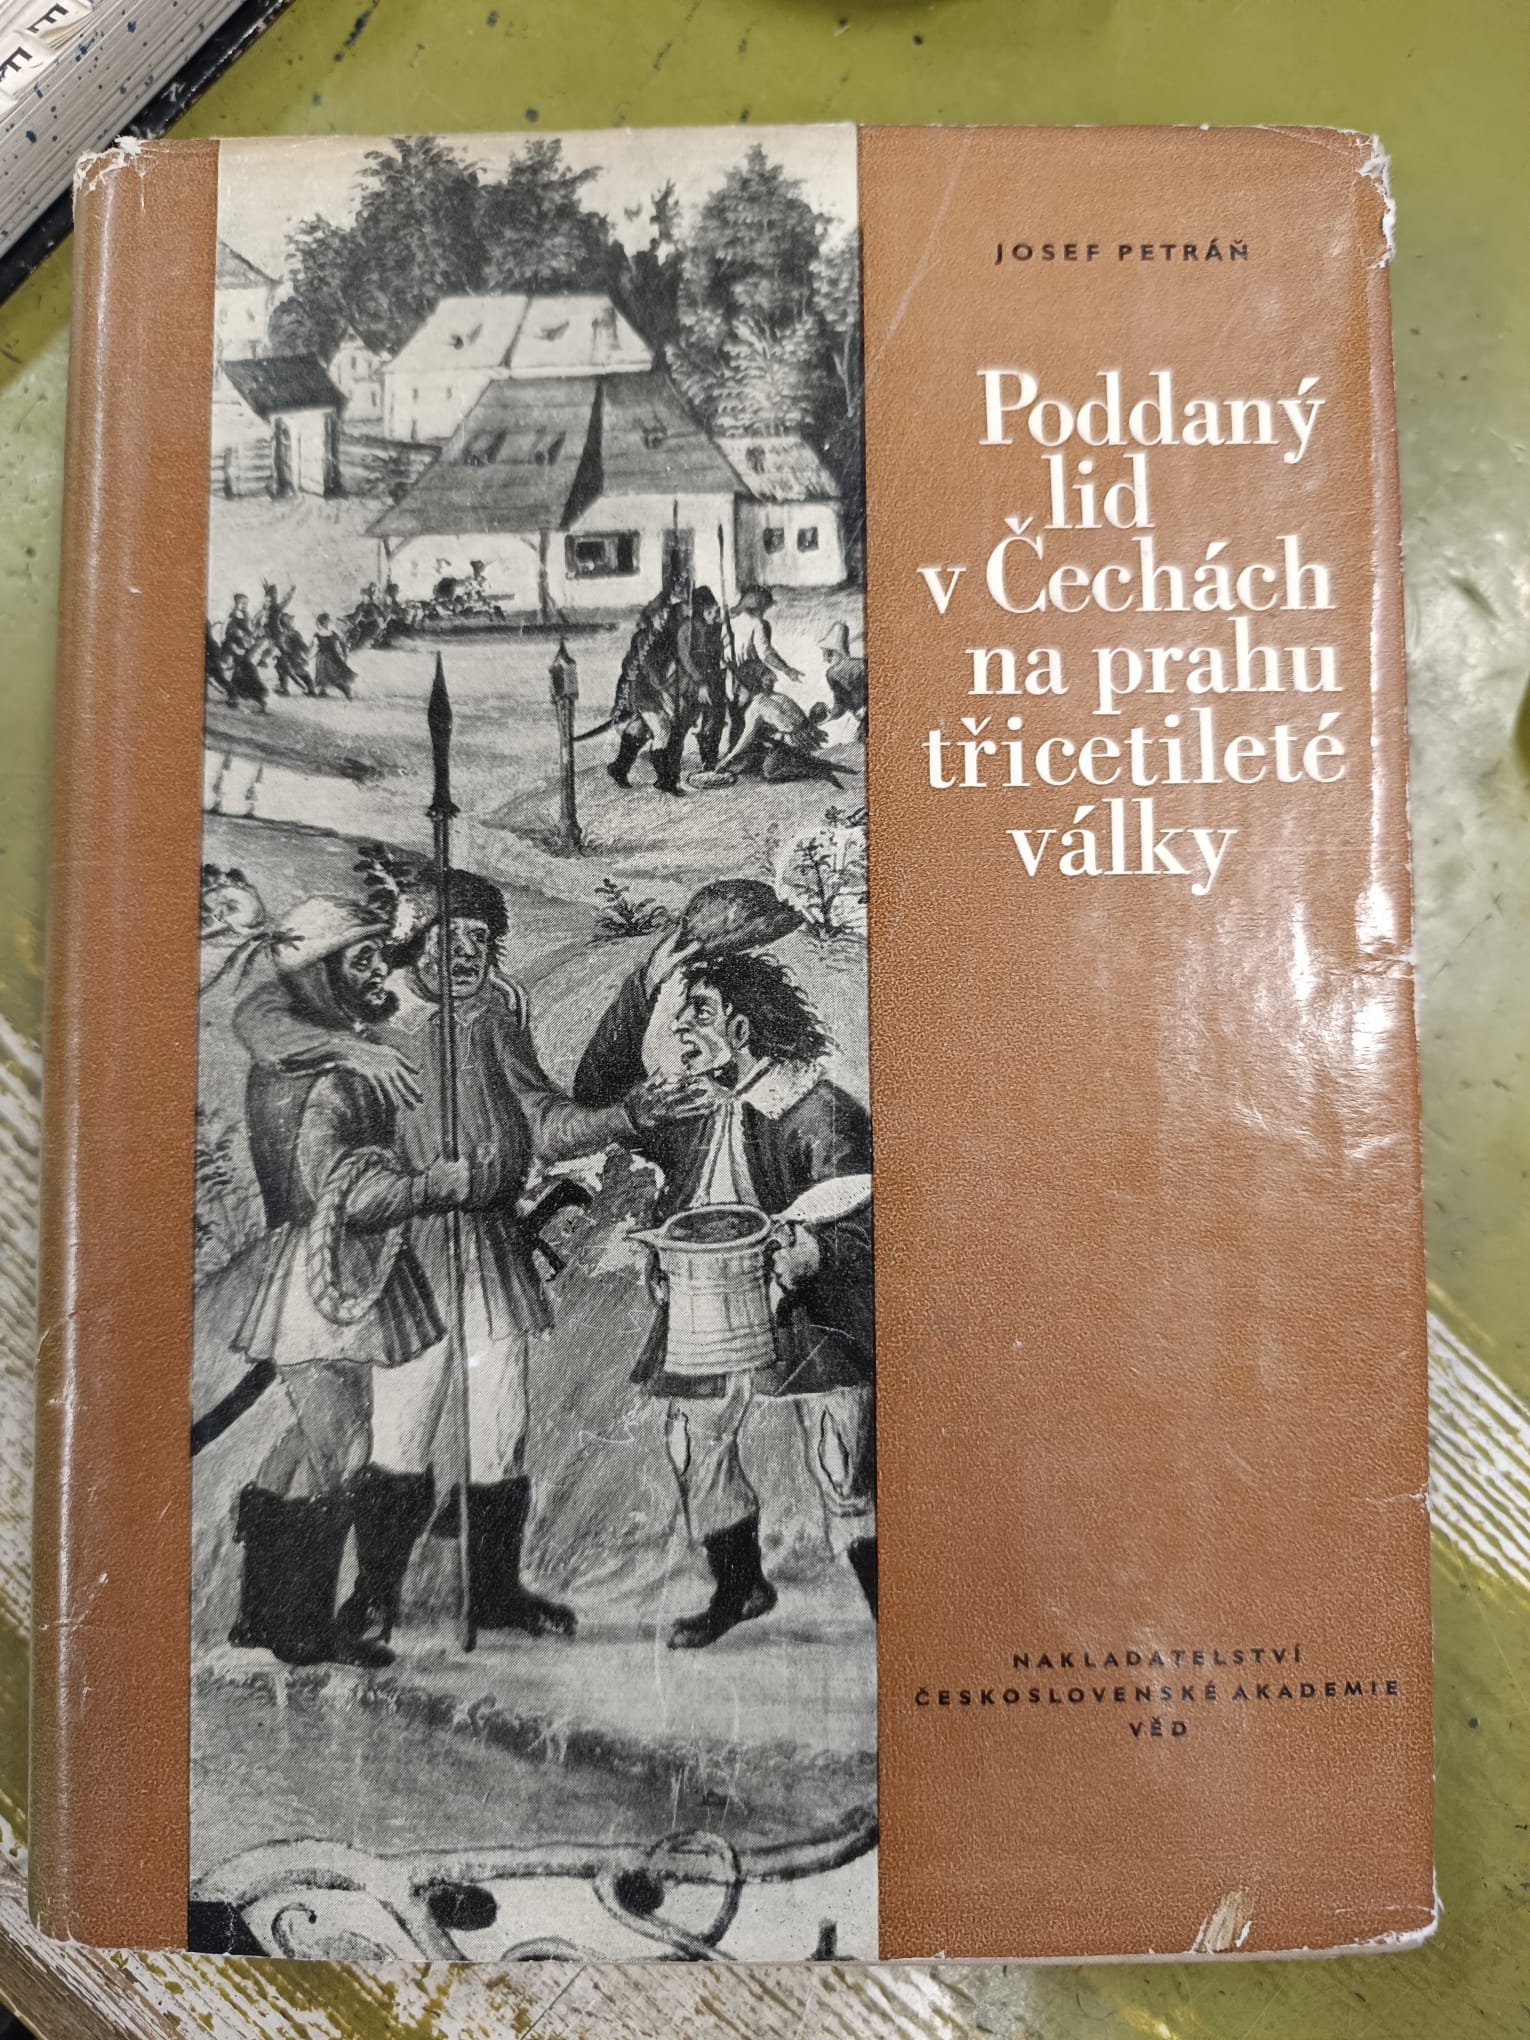 JOSEF PETRÁŇ
Poddaný
lid
v Čechách
na prahu
třicetileté
války
NAKLADATELSTVÍ
ČESKOSLOVENSKÉ AKADEMIE
VĚD